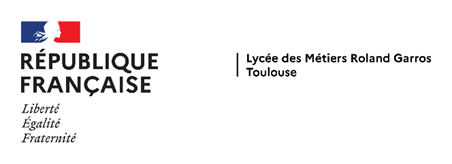 RÉPUBLIQUE
FRANÇAISE
Liberté
Égalité
Fraternité
Lycée des Métiers Roland Garros
Toulouse